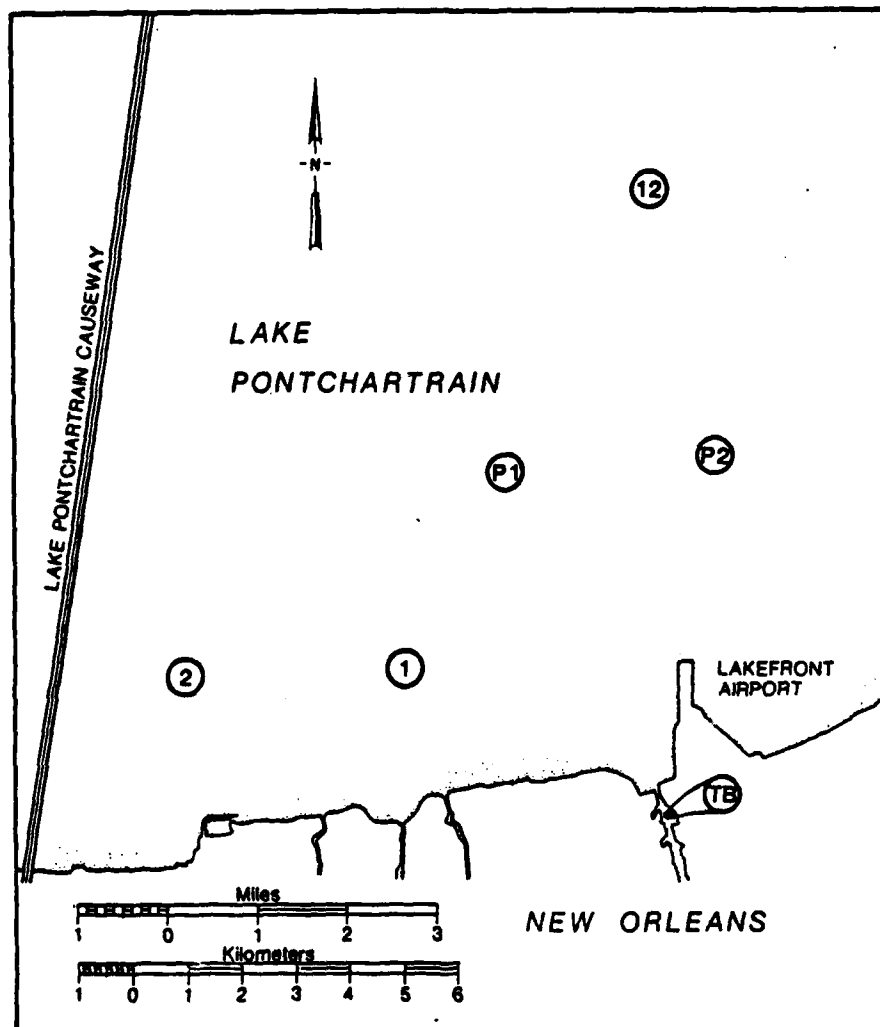 -N-
12
LAKE PONTCHARTRAIN CAUSEWAY
LAKE
PONTCHARTRAIN
P1
P2
2
1
LAKEFRONT
AIRPORT
TB
Miles
1 0 1 2 3
NEW ORLEANS
Kilometers
1 0 1 2 3 4 5 6